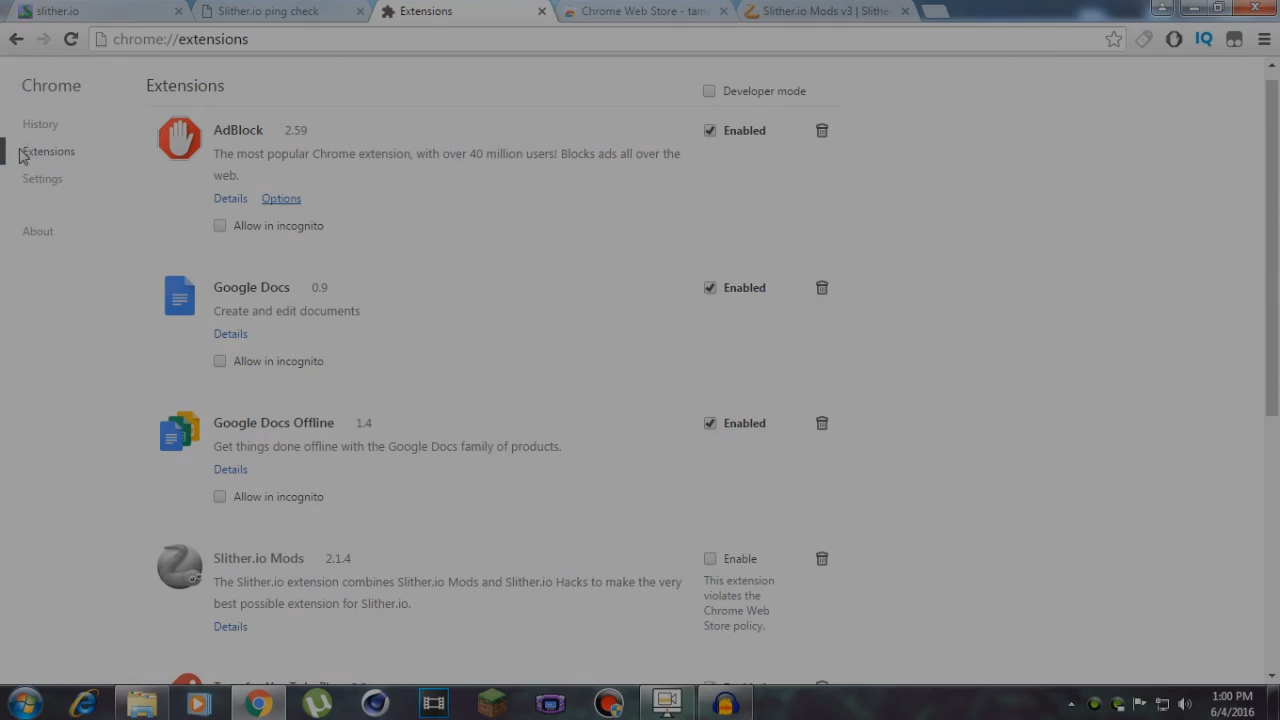 slither.io
Slither.io ping check
Extensions
Chrome Web Store - tam
Slither.io Mods v3 | Slithe
chrome://extensions
IQ
Chrome
Extensions
Developer mode
History
Extensions
Settings
About
AdBlock 2.59
Enabled
The most popular Chrome extension, with over 40 million users! Blocks ads all over the
web.
Details Options
Allow in incognito
Google Docs 0.9
Enabled
Create and edit documents
Details
Allow in incognito
Google Docs Offline 1.4
Enabled
Get things done offline with the Google Docs family of products.
Details
Allow in incognito
Slither.io Mods 2.1.4
Enable
The Slither.io extension combines Slither.io Mods and Slither.io Hacks to make the very
best possible extension for Slither.io.
Details
This extension
violates the
Chrome Web
Store policy.
1:00 PM
6/4/2016